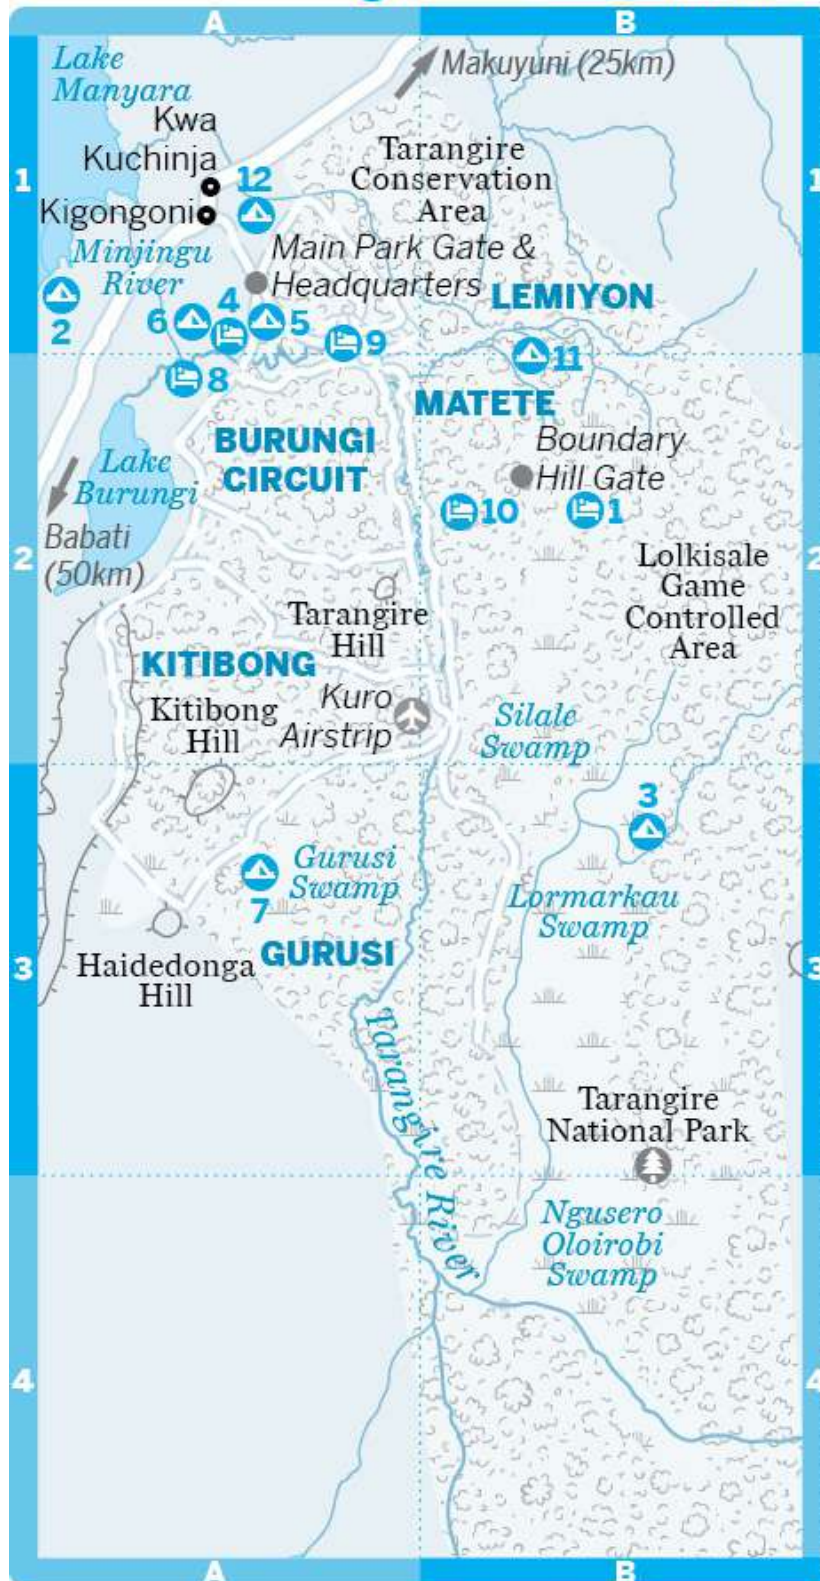 A
B
Lake
Manyara
Makuyuni (25km)
Kwa
Kuchinja
Kigongoni
1
12
Tarangire
Conservation
Area
1
Minjingu
River
Main Park Gate &
Headquarters
LEMIYON
2
6
4
5
9
11
8
MATETE
BURUNGI
CIRCUIT
Boundary
Hill Gate
Lake
Burungi
10
1
Babati
(50km)
2
2
Lolkisale
Game
Controlled
Area
Tarangire
Hill
KITIBONG
Kitibong
Hill
Kuro
Airstrip
Silale
Swamp
3
Gurusi
Swamp
7
Lormarkau
Swamp
GURUSI
3
3
Haidedonga
Hill
Tarangire River
Tarangire
National Park
Ngusero
Oloirobi
Swamp
4
4
A
B